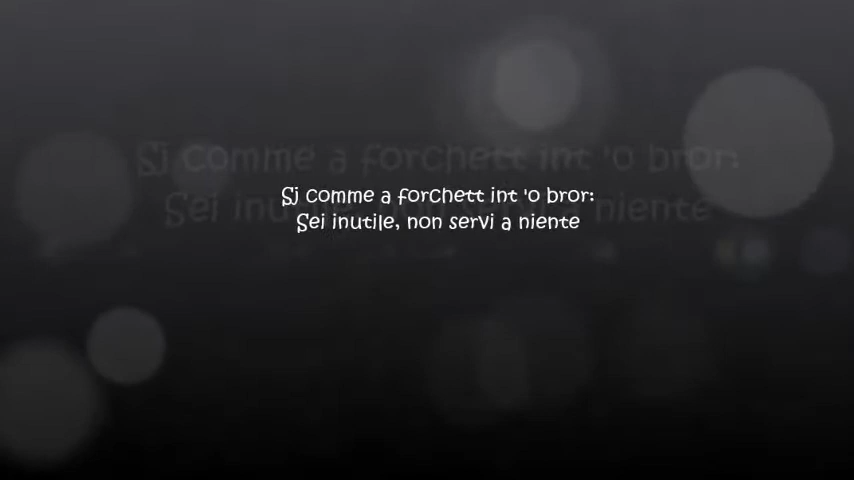 Sj comme a forchett int 'o bror:
Sei inutile, non servi a niente